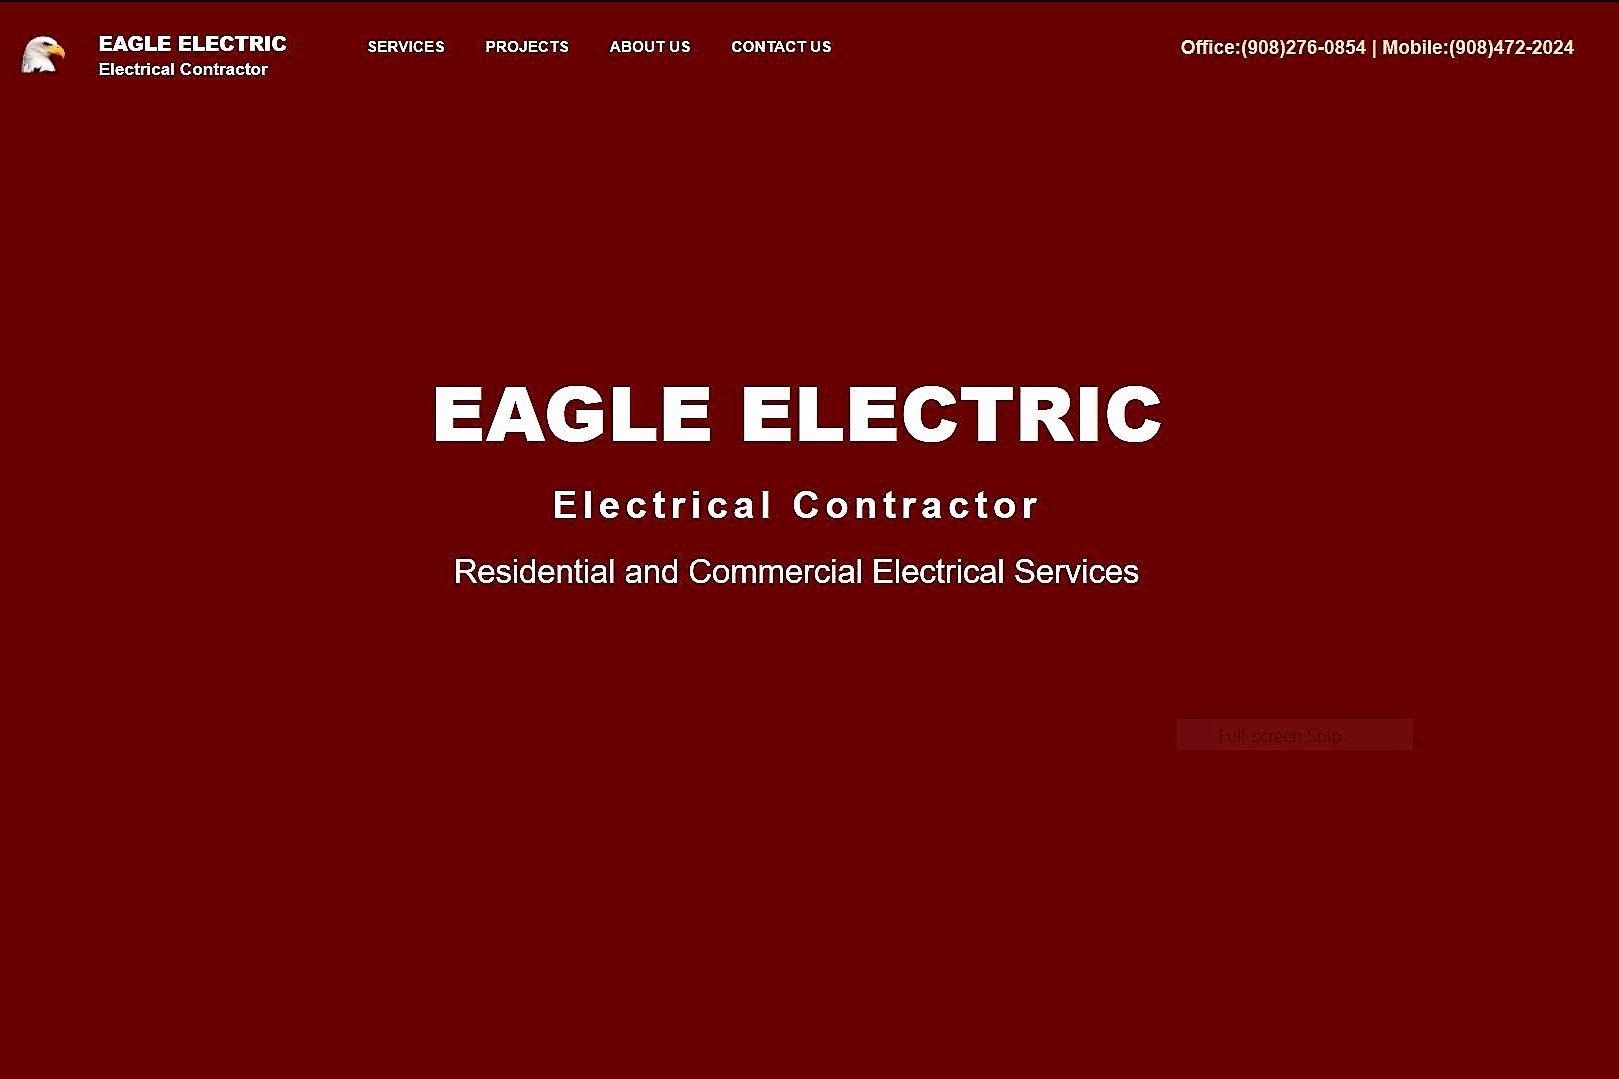 EAGLE ELECTRIC
Electrical Contractor
SERVICES PROJECTS ABOUT US CONTACT US
Office:(908)276-0854 | Mobile:(908)472-2024
EAGLE ELECTRIC
Electrical Contractor
Residential and Commercial Electrical Services
Full-screen Snip